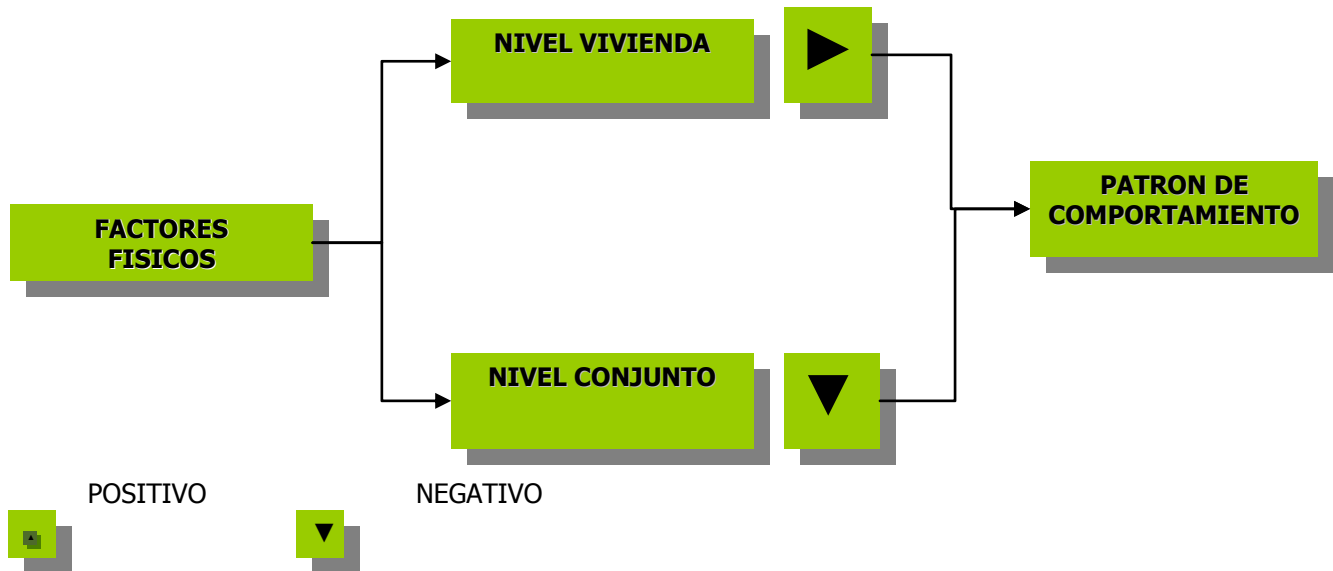 NIVEL VIVIENDA
FACTORES
FISICOS
PATRON DE
COMPORTAMIENTO
NIVEL CONJUNTO
POSITIVO
NEGATIVO